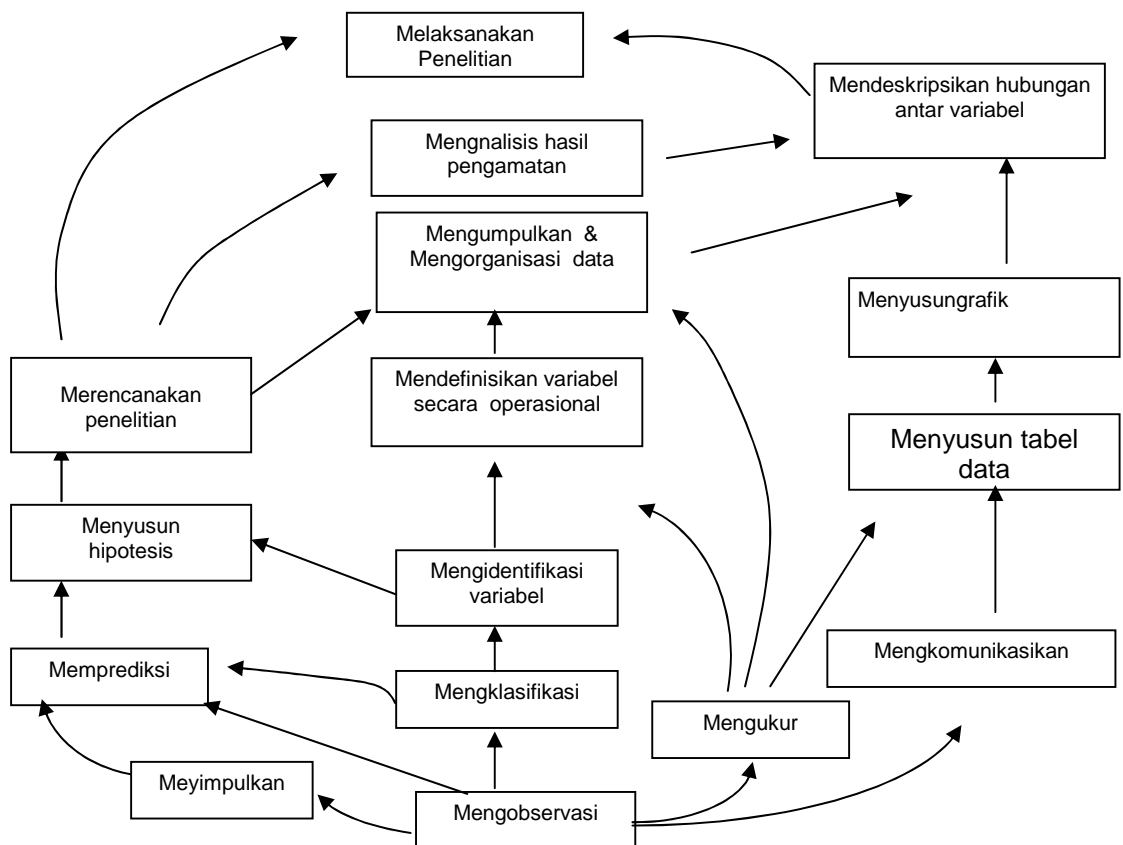 Melaksanakan
Penelitian
Mendeskripsikan hubungan
antar variabel
Mengnalisis hasil
pengamatan
Mengumpulkan &
Mengorganisasi data
Menyusungrafik
Merencanakan
penelitian
Mendefinisikan variabel
secara operasional
Menyusun tabel
data
Menyusun
hipotesis
Mengidentifikasi
variabel
Mengkomunikasikan
Memprediksi
Mengklasifikasi
Mengukur
Meyimpulkan
Mengobservasi